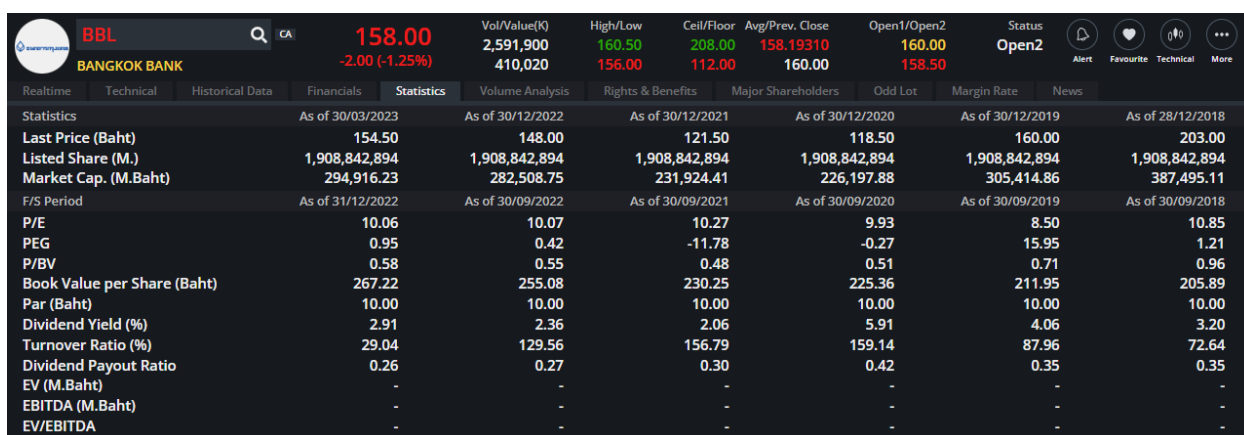 BBL CA 158.00 Vol/Value(K) High/Low Ceil/Floor Avg/Prev. Close Open1/Open2 Status
-2.00 (-1.25%) 2,591,900 160.50 208.00 158.19310 160.00 Open2
BANGKOK BANK 410,020 156.00 112.00 160.00 158.50 Alert Favourite Technical More
Realtime Technical Historical Data Financials Statistics Volume Analysis Rights & Benefits Major Shareholders Odd Lot Margin Rate News
Statistics As of 30/03/2023 As of 30/12/2022 As of 30/12/2021 As of 30/12/2020 As of 30/12/2019 As of 28/12/2018
Last Price (Baht) 154.50 148.00 121.50 118.50 160.00 203.00
Listed Share (M.) 1,908,842,894 1,908,842,894 1,908,842,894 1,908,842,894 1,908,842,894 1,908,842,894
Market Cap. (M.Baht) 294,916.23 282,508.75 231,924.41 226,197.88 305,414.86 387,495.11
F/S Period As of 31/12/2022 As of 30/09/2022 As of 30/09/2021 As of 30/09/2020 As of 30/09/2019 As of 30/09/2018
P/E 10.06 10.07 10.27 9.93 8.50 10.85
PEG 0.95 0.42 -11.78 -0.27 15.95 1.21
P/BV 0.58 0.55 0.48 0.51 0.71 0.96
Book Value per Share (Baht) 267.22 255.08 230.25 225.36 211.95 205.89
Par (Baht) 10.00 10.00 10.00 10.00 10.00 10.00
Dividend Yield (%) 2.91 2.36 2.06 5.91 4.06 3.20
Turnover Ratio (%) 29.04 129.56 156.79 159.14 87.96 72.64
Dividend Payout Ratio 0.26 0.27 0.30 0.42 0.35 0.35
EV (M.Baht) - - - - - -
EBITDA (M.Baht) - - - - - -
EV/EBITDA - - - - - -